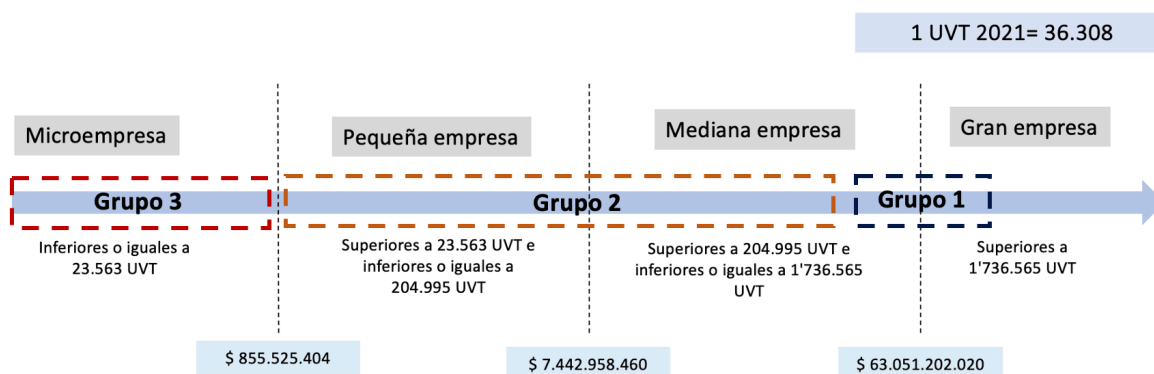 1 UVT 2021= 36.308
Microempresa
Pequeña empresa
Mediana empresa
Gran empresa
Grupo 3
Grupo 2
Grupo 1
Inferiores o iguales a
23.563 UVT
Superiores a 23.563 UVT e
inferiores o iguales a
204.995 UVT
Superiores a 204.995 UVT e
inferiores o iguales a 1'736.565
UVT
Superiores a
1'736.565 UVT
$ 855.525.404
$ 7.442.958.460
$ 63.051.202.020